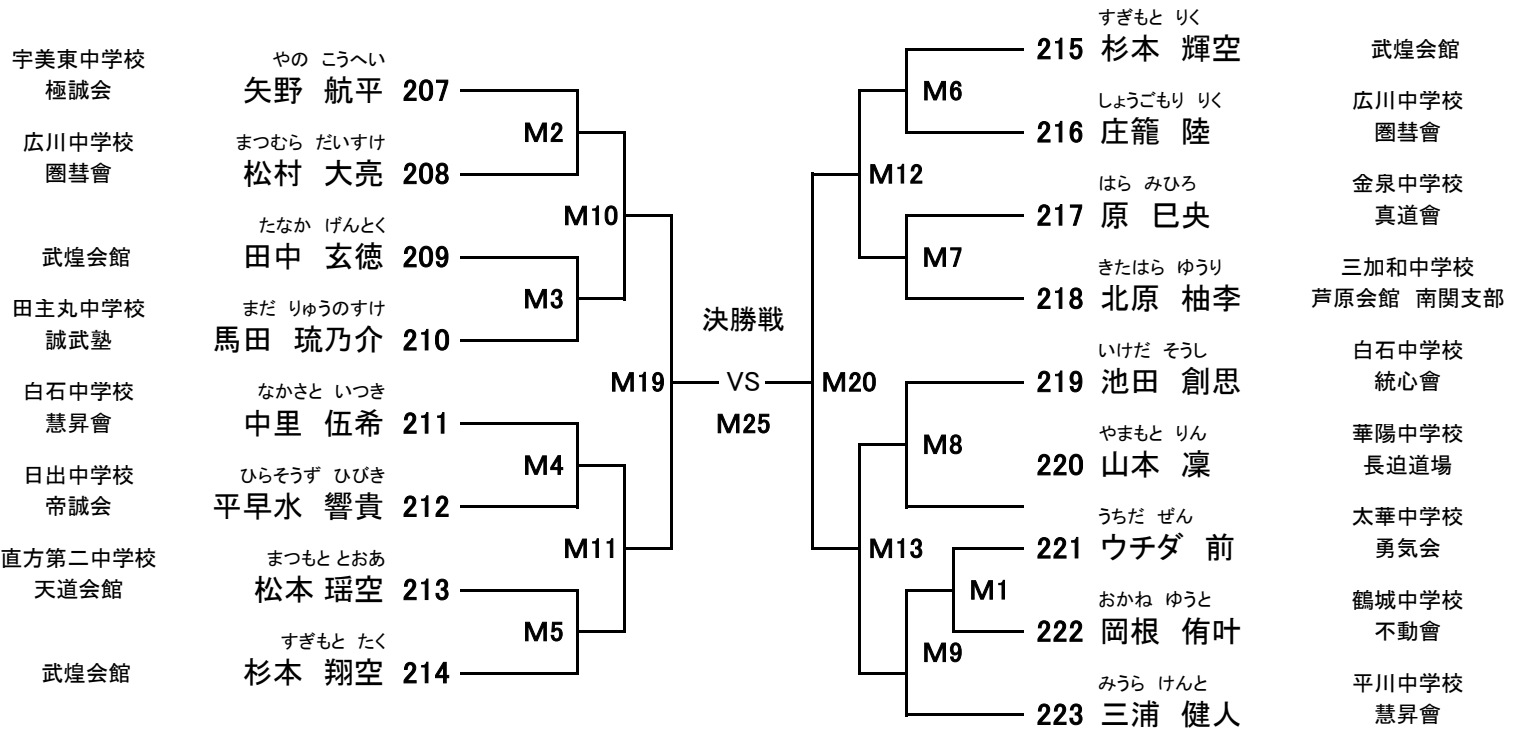 宇美東中学校
極誠会
やの こうへい
矢野 航平 207
広川中学校
圏彗會
まつむら だいすけ
松村 大亮 208
武煌会館
たなか げんとく
田中 玄徳 209
田主丸中学校
誠武塾
まだ りゅうのすけ
馬田 琉乃介 210
白石中学校
慧昇會
なかさと いつき
中里 伍希 211
日出中学校
帝誠会
ひらそうず ひびき
平早水 響貴 212
直方第二中学校
天道会館
まつもと とおあ
松本 瑶空 213
武煌会館
すぎもと たく
杉本 翔空 214
M2
M3
M4
M5
M10
M11
M19
決勝戦
VS
M25
M20
M12
M13
M6
M7
M8
M1
M9
すぎもと りく
215 杉本 輝空
武煌会館
しょうごもり りく
216 庄籠 陸
広川中学校
圏彗會
はら みひろ
217 原 巳央
金泉中学校
真道會
きたはら ゆうり
218 北原 柚李
三加和中学校
芦原会館 南関支部
いけだ そうし
219 池田 創思
白石中学校
統心會
やまもと りん
220 山本 凜
華陽中学校
長迫道場
うちだ ぜん
221 ウチダ 前
太華中学校
勇気会
おかね ゆうと
222 岡根 侑叶
鶴城中学校
不動會
みうら けんと
223 三浦 健人
平川中学校
慧昇會